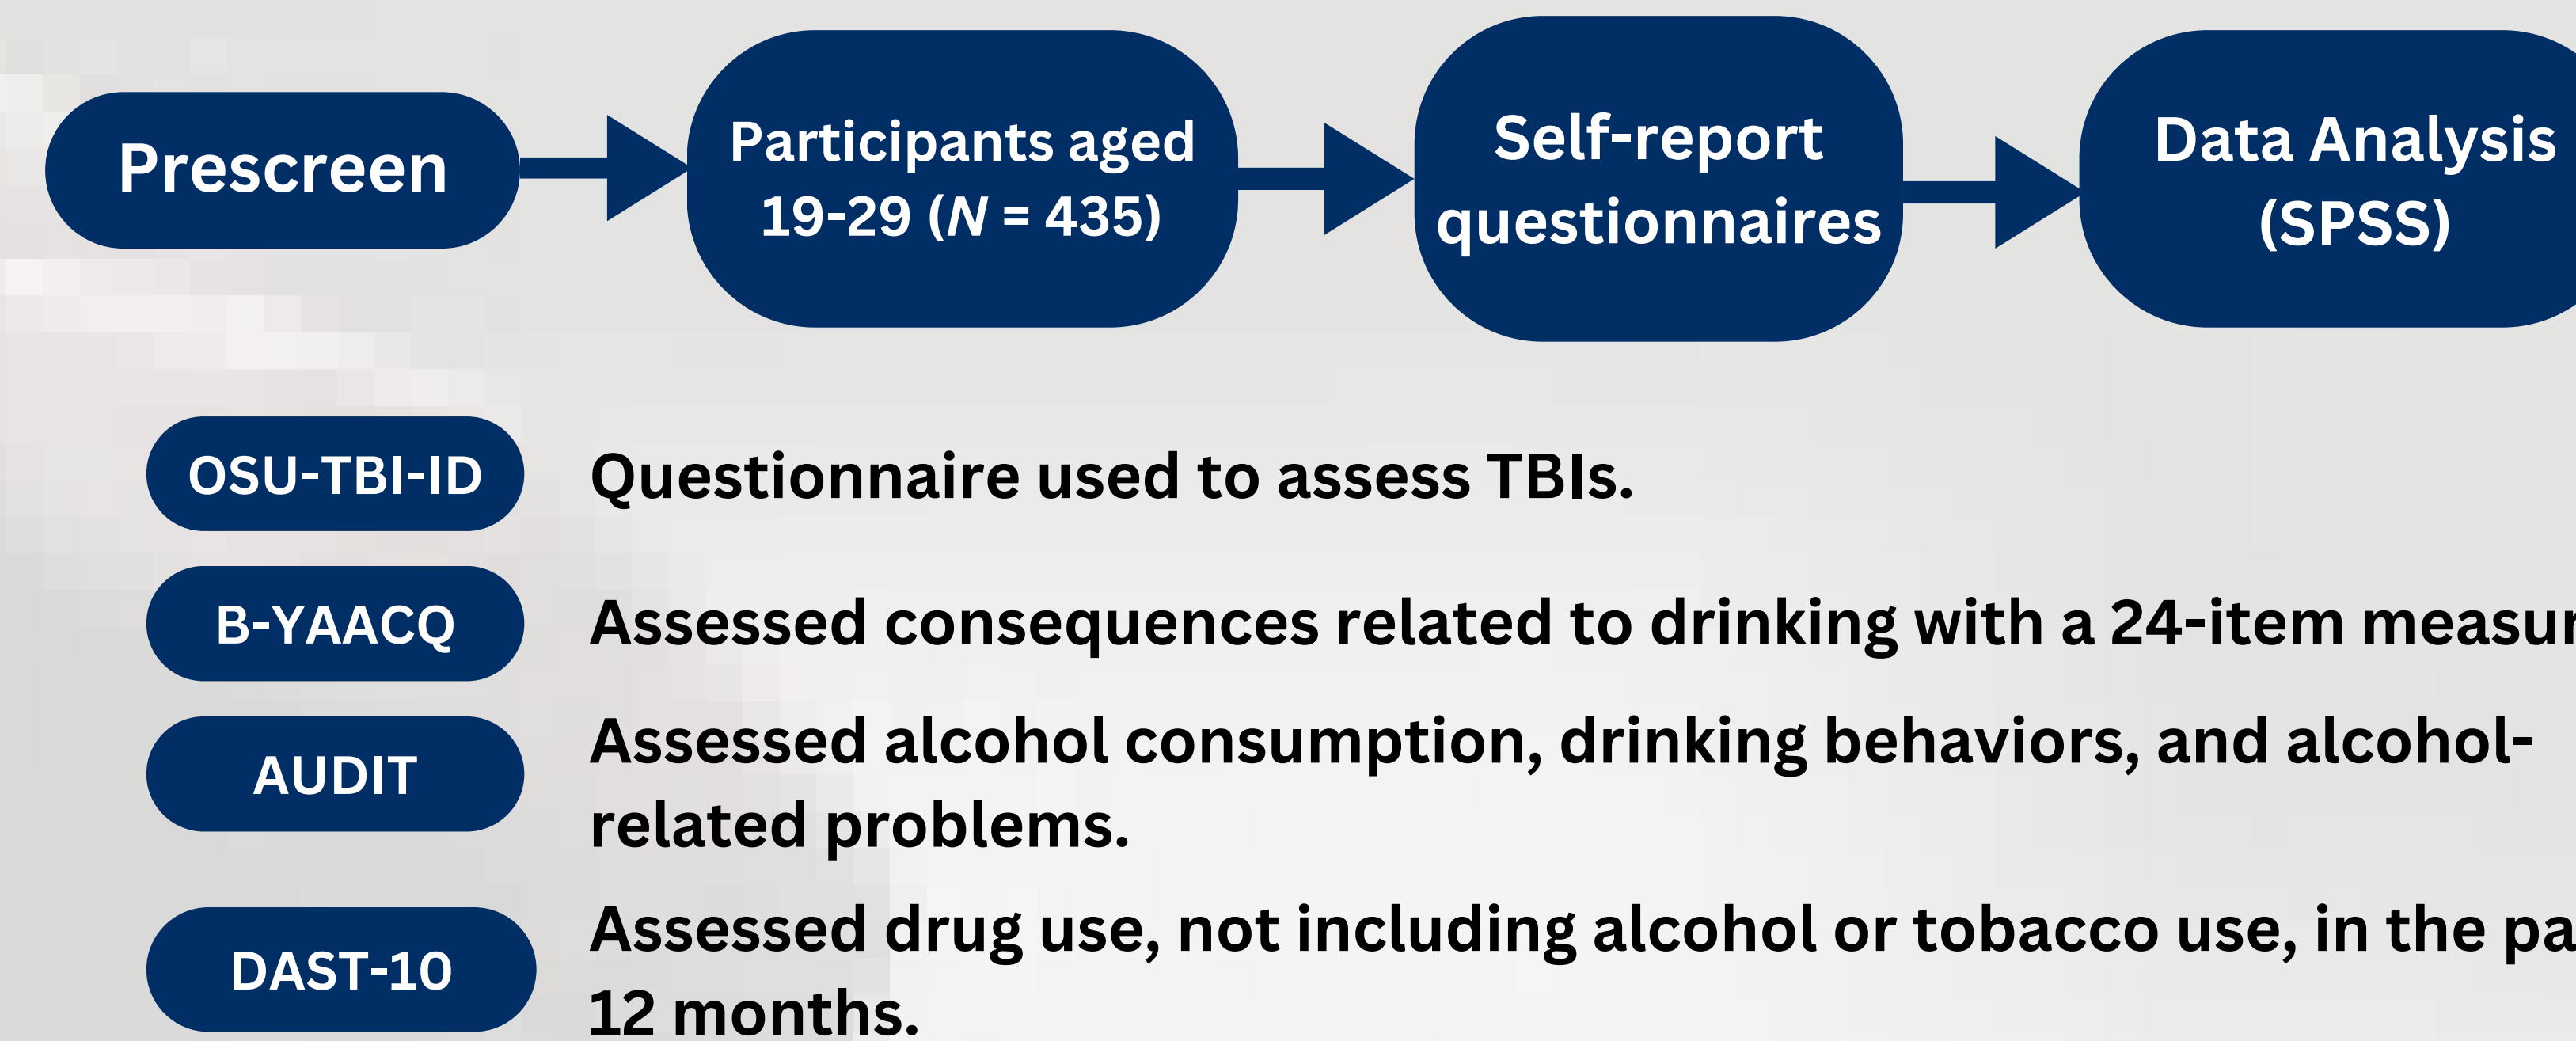 Prescreen
Participants aged
19-29 (N = 435)
Self-report
questionnaires
Data Analysis
(SPSS)
OSU-TBI-ID
Questionnaire used to assess TBIs.
B-YAACQ
Assessed consequences related to drinking with a 24-item
AUDIT
Assessed alcohol consumption, drinking behaviors, and alcohol-
related problems.
DAST-10
Assessed drug use, not including alcohol or tobacco use, in the
12 months.